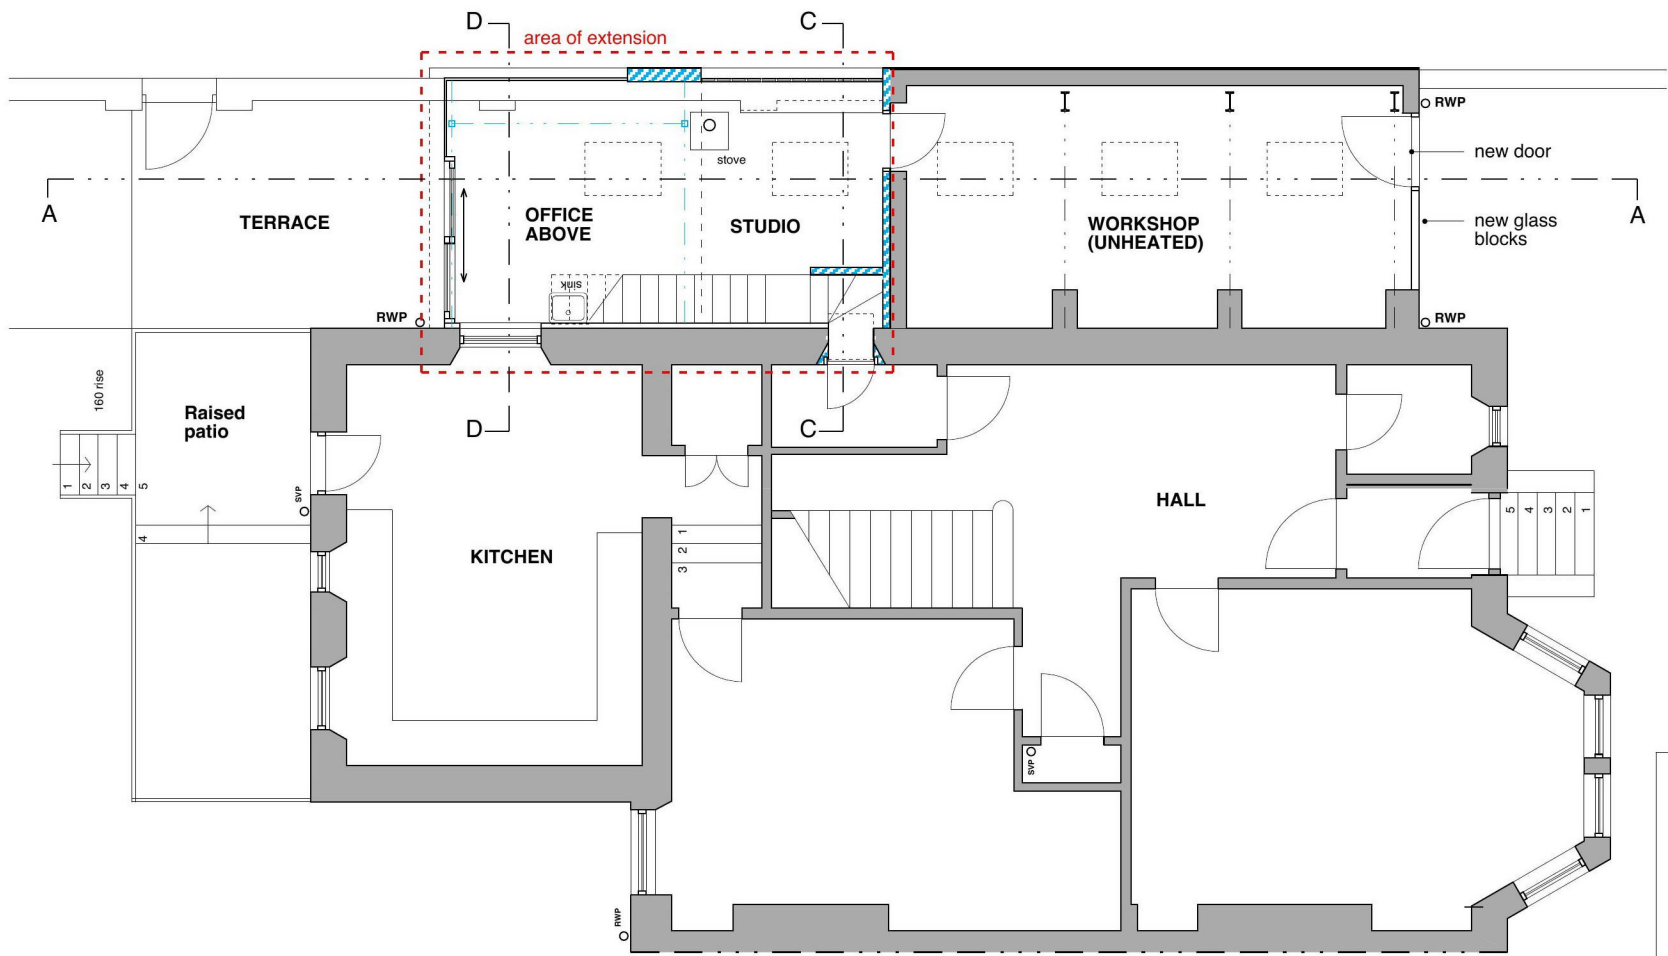 D
C
area of extension
RWP
stove
new door
A
TERRACE
OFFICE
ABOVE
STUDIO
WORKSHOP
(UNHEATED)
new glass
blocks
A
sink
RWP
RWP
160 rise
Raised
patio
D
C
1
2
3
4
5
SVP
4
KITCHEN
1
2
3
HALL
5
4
3
2
1
SVP
RWP